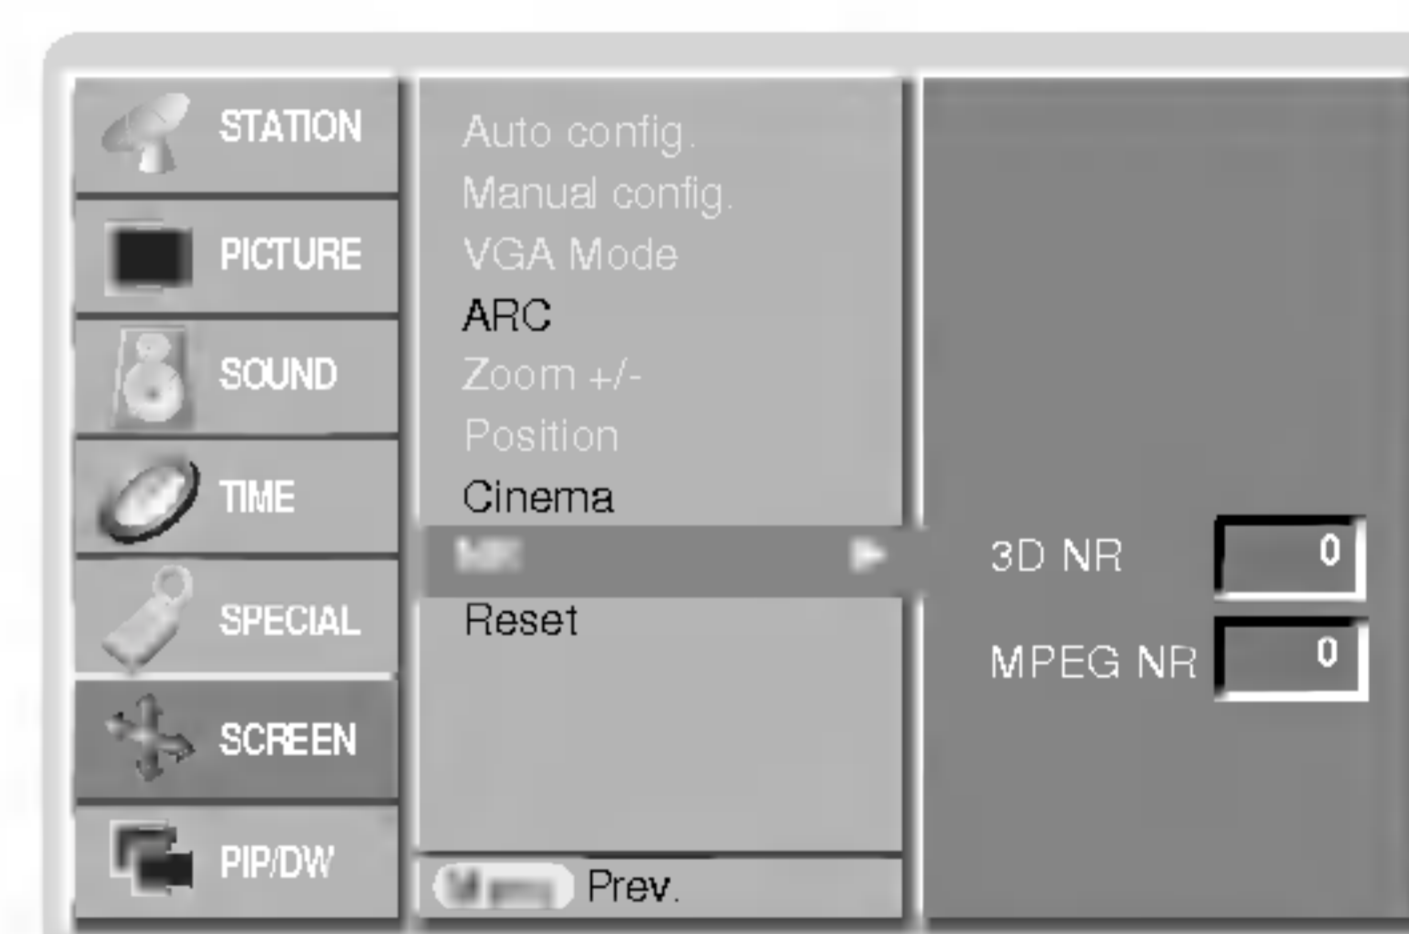 STATION
PICTURE
SOUND
TIME
SPECIAL
SCREEN
PIP/DW
Auto config.
Manual config.
VGA Mode
ARC
Zoom +/-
Position
Cinema
Reset
Prev.
3D NR 0
MPEG NR 0